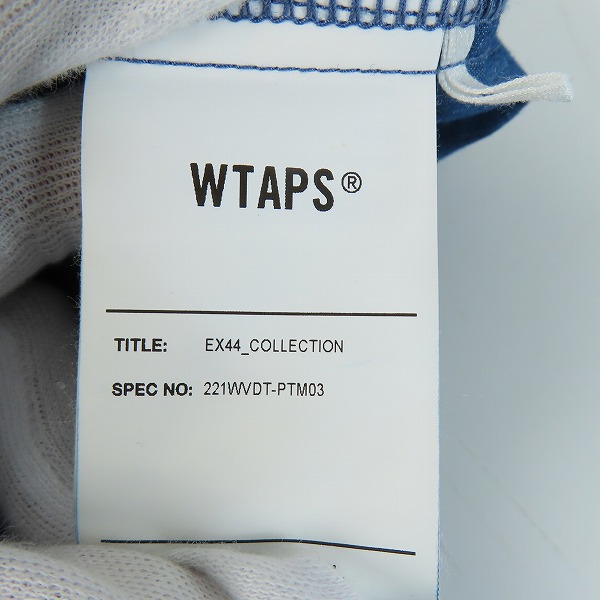 WTAPS®
TITLE: EX44_COLLECTION
SPEC NO: 221WVDT-PTM03